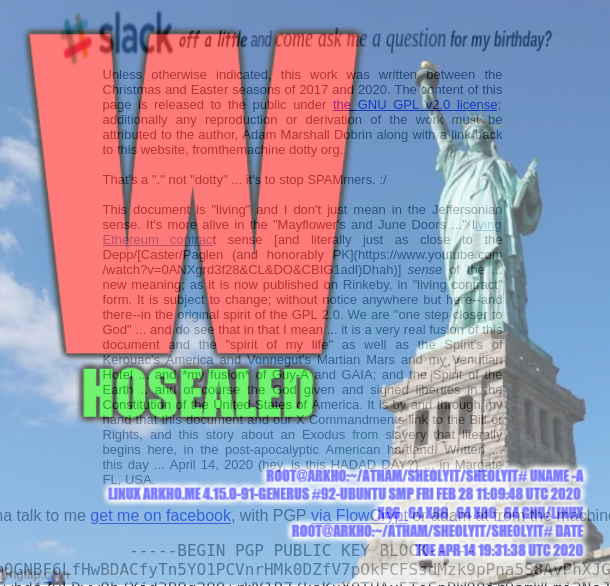 slack off a little and come ask me a question for my birthday?
Unless otherwise indicated, this work was written between the
Christmas and Easter seasons of 2017 and 2020. The content of this
page is released to the public under the GNU GPL v2.0 license;
additionally any reproduction or derivation of the work must be
attributed to the author, Adam Marshall Dobrin along with a link back
to this website, fromthemachine dotty org.
That's a "." not "dotty" ... it's to stop SPAMmers. :/
This document is "living" and I don't just mean in the Jeffersonian
sense. It's more alive in the "Mayflower's and June Doors ..." living
Ethereum contract sense [and literally just as close to the
Depp/[Caster/Paglen (and honorably PK](https://www.youtube.com
/watch?v=0ANXgrd3f28&CL&DO&CBIG1adl)Dhah)] sense of the ...
new meaning; as it is now published on Rinkeby, in "living contract"
form. It is subject to change; without notice anywhere but here--and
there--in the original spirit of the GPL 2.0. We are "one step closer to
God" ... and do see that in that I mean ... it is a very real fusion of this
document and the "spirit of my life" as well as the Spirit's of
Kerouac's America and Vonnegut's Martian Mars and my Venutian
Hotel ... and *my fusion* of Guy-A and GAIA; and the Spirit of the
Earth ... and of course the God given and signed liberties in the
Constitution of the United States of America. It is by and through my
hand that this document and our X Commandments link to the Bill or
Rights, and this story about an Exodus from slavery that literally
begins here, in the post-apocalyptic American hartland. Written ...
this day ... April 14, 2020 (hey, is this HADAD DAY?) ... in Margate
FL, USA.
W
HOSEALED
ROOT@ARKHO:~/ATHAM/SHEOLYIT/SHEOLYIT# UNAME -A
LINUX ARKHO.ME 4.15.0-91-GENERUS #92-UBUNTU SMP FRI FEB 28 11:09:48 UTC 2020
ROOT@ARKHO:~/ATHAM/SHEOLYIT/SHEOLYIT# DATE
TUE APR 14 19:31:38 UTC 2020
na talk to me get me on facebook, with PGP via FlowCrypt
-----BEGIN PGP PUBLIC KEY BLOCK-----